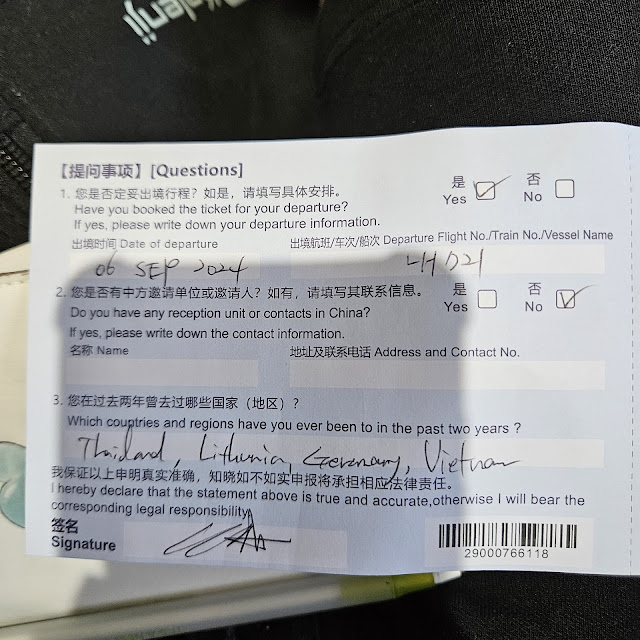 【提问事项】[Questions]
1. 您是否定妥出境行程？如是，请填写具体安排。 是 否
Have you booked the ticket for your departure? Yes No
If yes, please write down your departure information.
出境时间 Date of departure 出境航班/车次/船次 Departure Flight No./Train No./Vessel Name
06 SEP 2024
2. 您是否有中方邀请单位或邀请人？如有，请填写其联系信息。 是 否
Do you have any reception unit or contacts in China? Yes No
If yes, please write down the contact information.
名称 Name 地址及联系电话 Address and Contact No.
3. 您在过去两年曾去过哪些国家（地区）？
Which countries and regions have you ever been to in the past two years ?
Thailand, Lithunia, Germany, Vietnam
我保证以上申明真实准确，知晓如不如实申报将承担相应法律责任。
I hereby declare that the statement above is true and accurate,otherwise I will bear the
corresponding legal responsibility
签名
Signature
29000766118